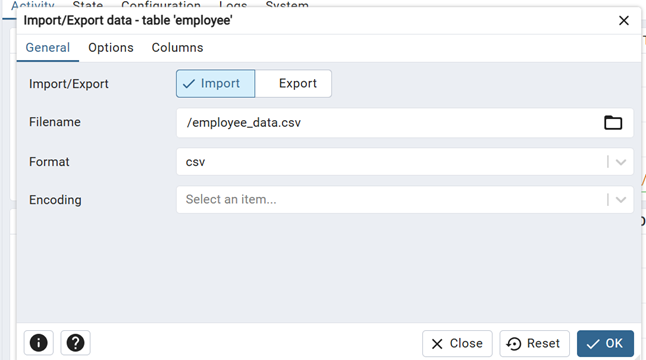 Activity State Configuration Logs System
Import/Export data - table 'employee'
General Options Columns
Import/Export Import Export
Filename /employee_data.csv
Format csv
Encoding Select an item...
Close Reset OK